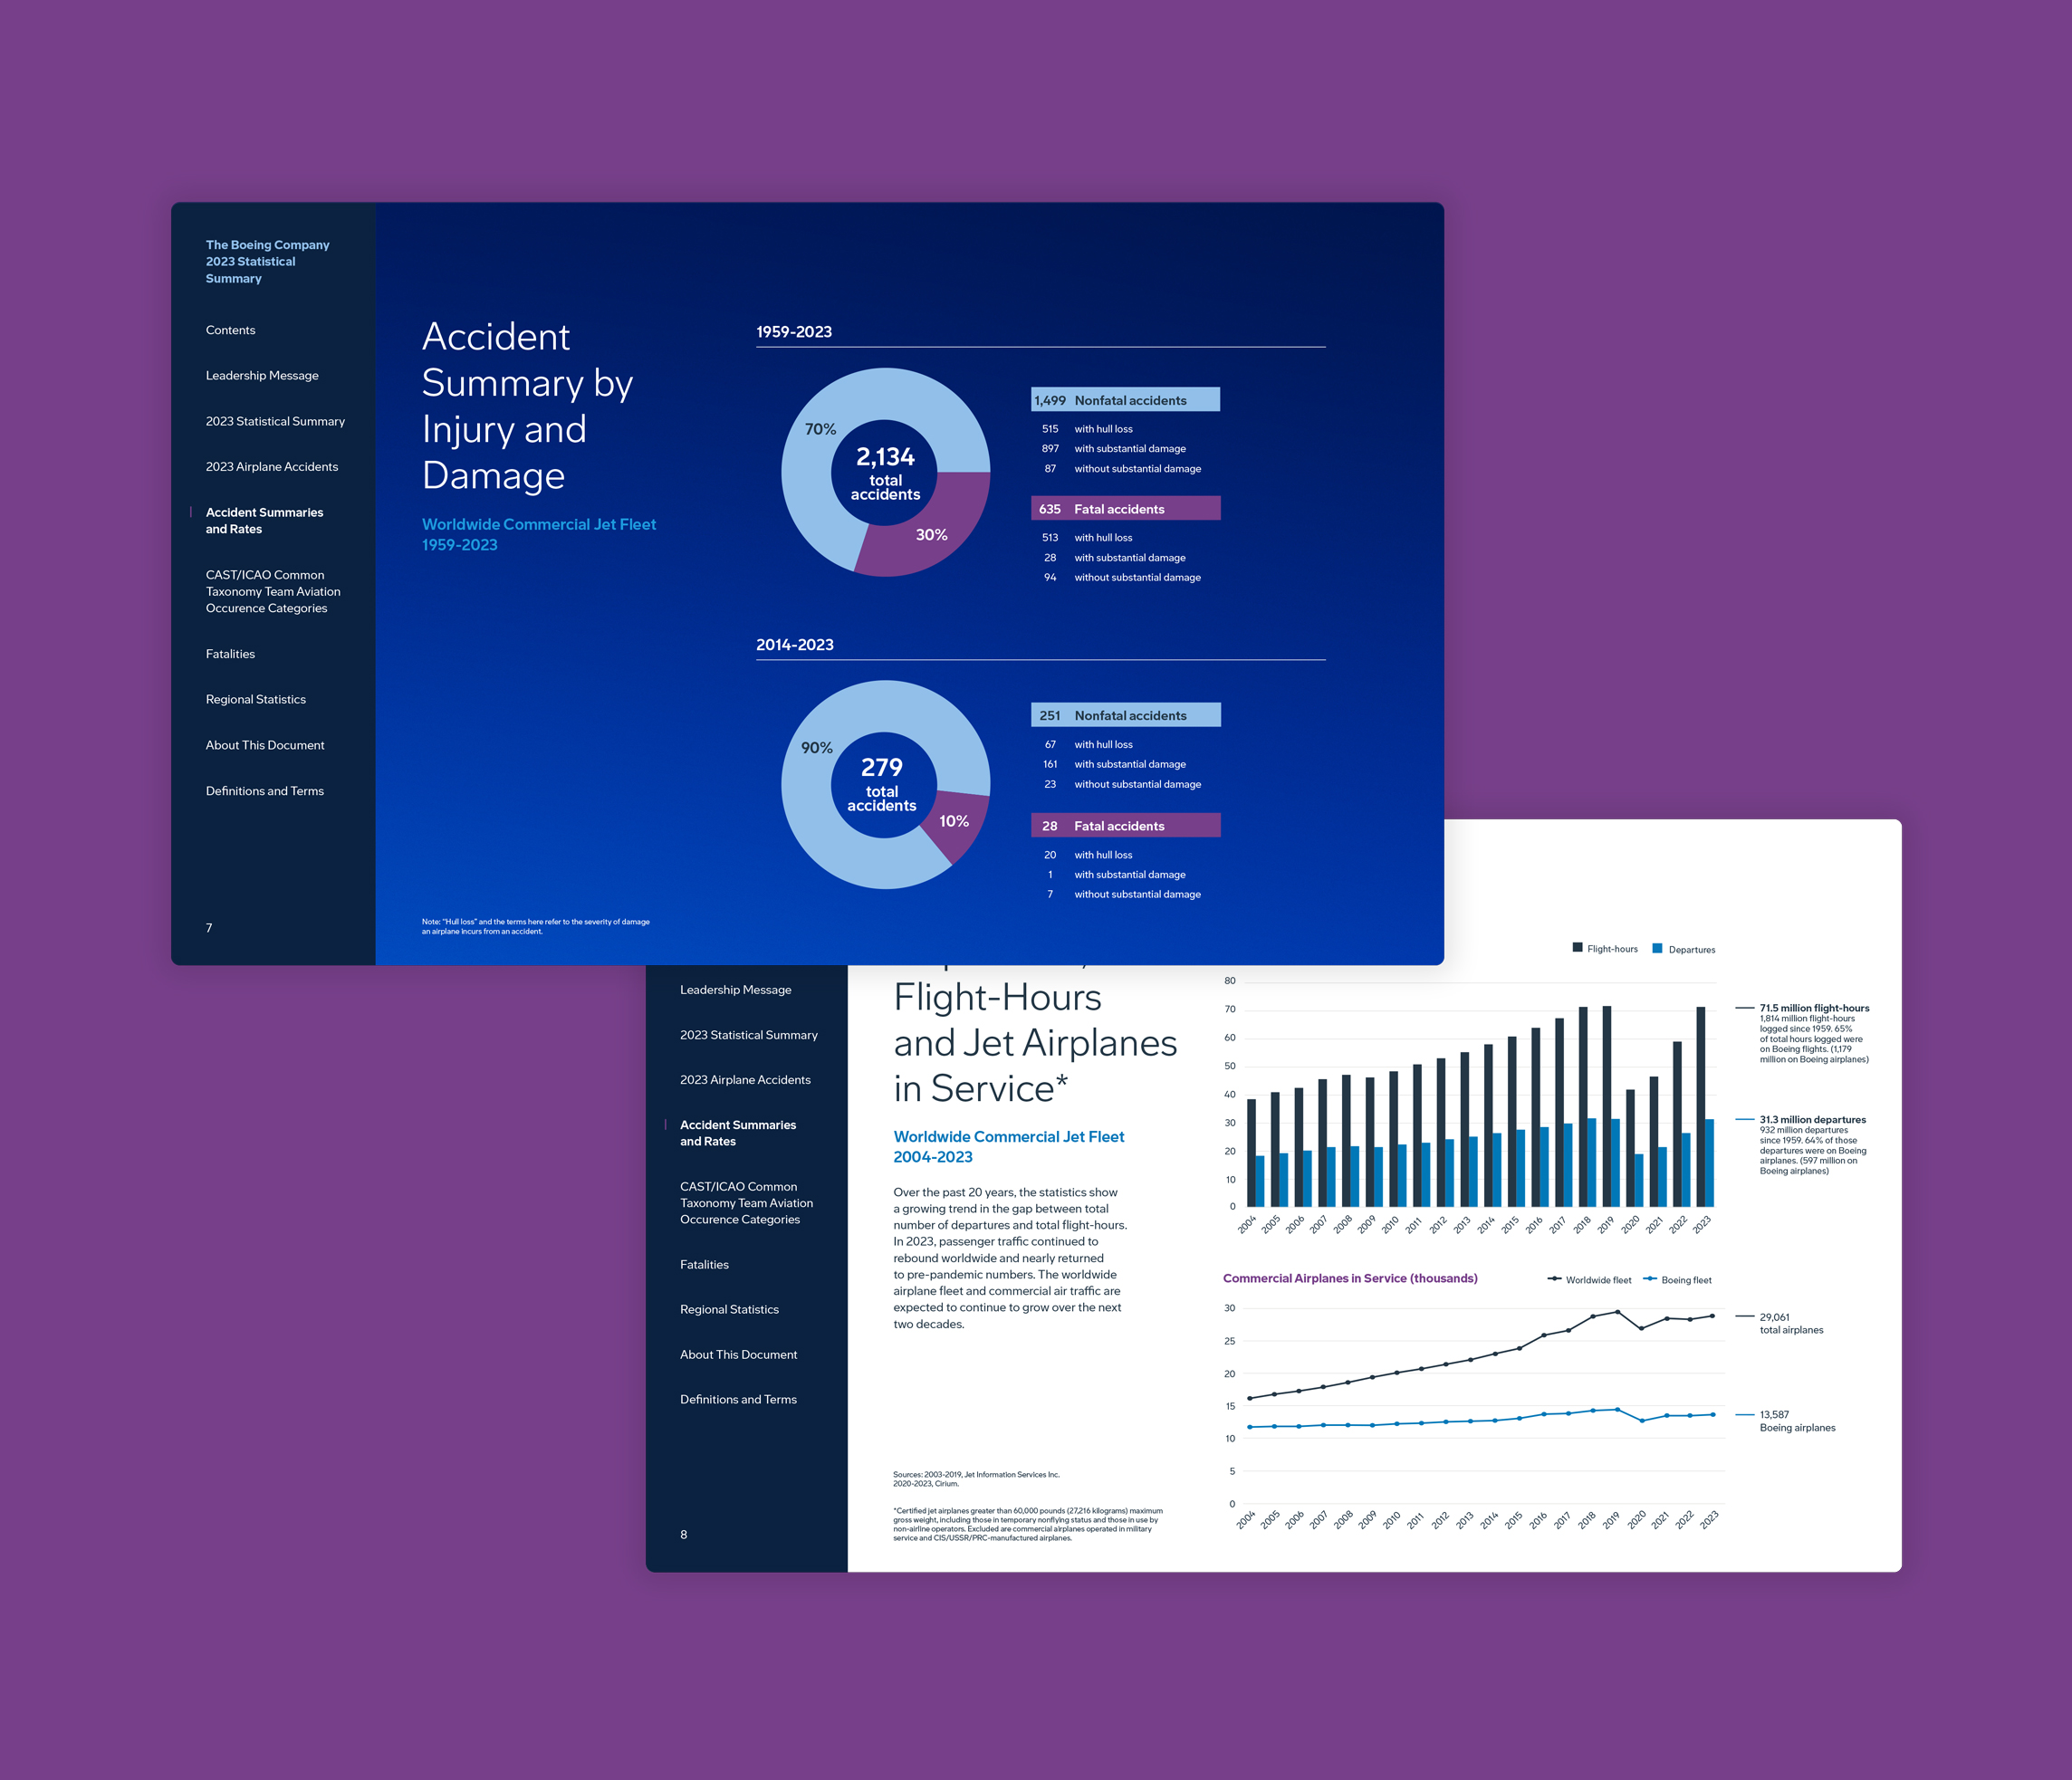 The Boeing Company
2023 Statistical
Summary
Contents
Leadership Message
2023 Statistical Summary
2023 Airplane Accidents
Accident Summaries
and Rates
CAST/ICAO Common
Taxonomy Team Aviation
Occurence Categories
Fatalities
Regional Statistics
About This Document
Definitions and Terms
7
Accident
Summary by
Injury and
Damage
Worldwide Commercial Jet Fleet
1959-2023
Note: "Hull loss" and the terms here refer to the severity of damage
an airplane incurs from an accident.
1959-2023
70%
2,134
total
accidents
30%
1,499 Nonfatal accidents
515 with hull loss
897 with substantial damage
87 without substantial damage
635 Fatal accidents
513 with hull loss
28 with substantial damage
94 without substantial damage
2014-2023
90%
279
total
accidents
10%
251 Nonfatal accidents
67 with hull loss
161 with substantial damage
23 without substantial damage
28 Fatal accidents
20 with hull loss
1 with substantial damage
7 without substantial damage
Leadership Message
2023 Statistical Summary
2023 Airplane Accidents
Accident Summaries
and Rates
CAST/ICAO Common
Taxonomy Team Aviation
Occurence Categories
Fatalities
Regional Statistics
About This Document
Definitions and Terms
8
Flight-Hours
and Jet Airplanes
in Service*
Worldwide Commercial Jet Fleet
2004-2023
Over the past 20 years, the statistics show
a growing trend in the gap between total
number of departures and total flight-hours.
In 2023, passenger traffic continued to
rebound worldwide and nearly returned
to pre-pandemic numbers. The worldwide
airplane fleet and commercial air traffic are
expected to continue to grow over the next
two decades.
Sources: 2003-2019, Jet Information Services Inc.
2020-2023, Cirium.
*Certified jet airplanes greater than 60,000 pounds (27,216 kilograms) maximum
gross weight, including those in temporary nonflying status and those in use by
non-airline operators. Excluded are commercial airplanes operated in military
service and CIS/USSR/PRC-manufactured airplanes.
Flight-hours Departures
80
70
60
50
40
30
20
10
0
2004 2005 2006 2007 2008 2009 2010 2011 2012 2013 2014 2015 2016 2017 2018 2019 2020 2021 2022 2023
71.5 million flight-hours
1,814 million flight-hours
logged since 1959. 65%
of total hours logged were
on Boeing flights. (1,179
million on Boeing airplanes)
31.3 million departures
932 million departures
since 1959. 64% of those
departures were on Boeing
airplanes. (597 million on
Boeing airplanes)
Commercial Airplanes in Service (thousands)
Worldwide fleet Boeing fleet
30
25
20
15
10
5
0
2004 2005 2006 2007 2008 2009 2010 2011 2012 2013 2014 2015 2016 2017 2018 2019 2020 2021 2022 2023
29,061
total airplanes
13,587
Boeing airplanes